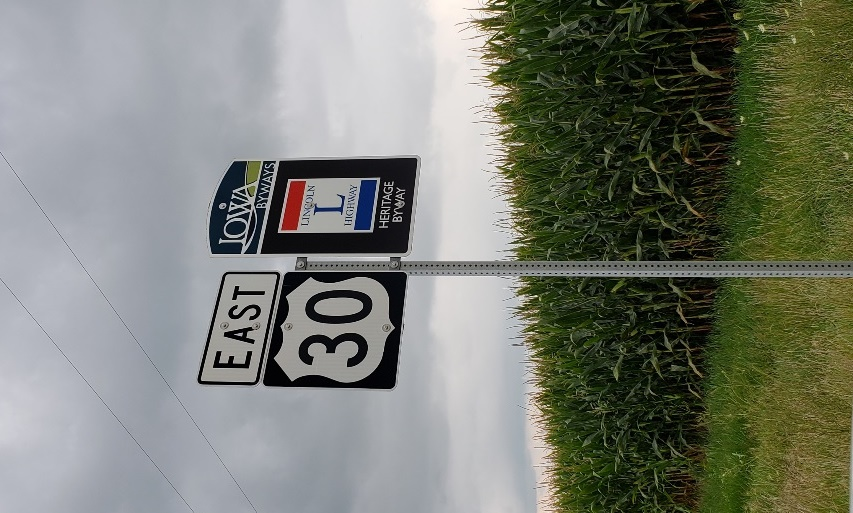 EAST
30
IOWA
BYWAYS
LINCOLN
L
HIGHWAY
HERITAGE
BYWAY